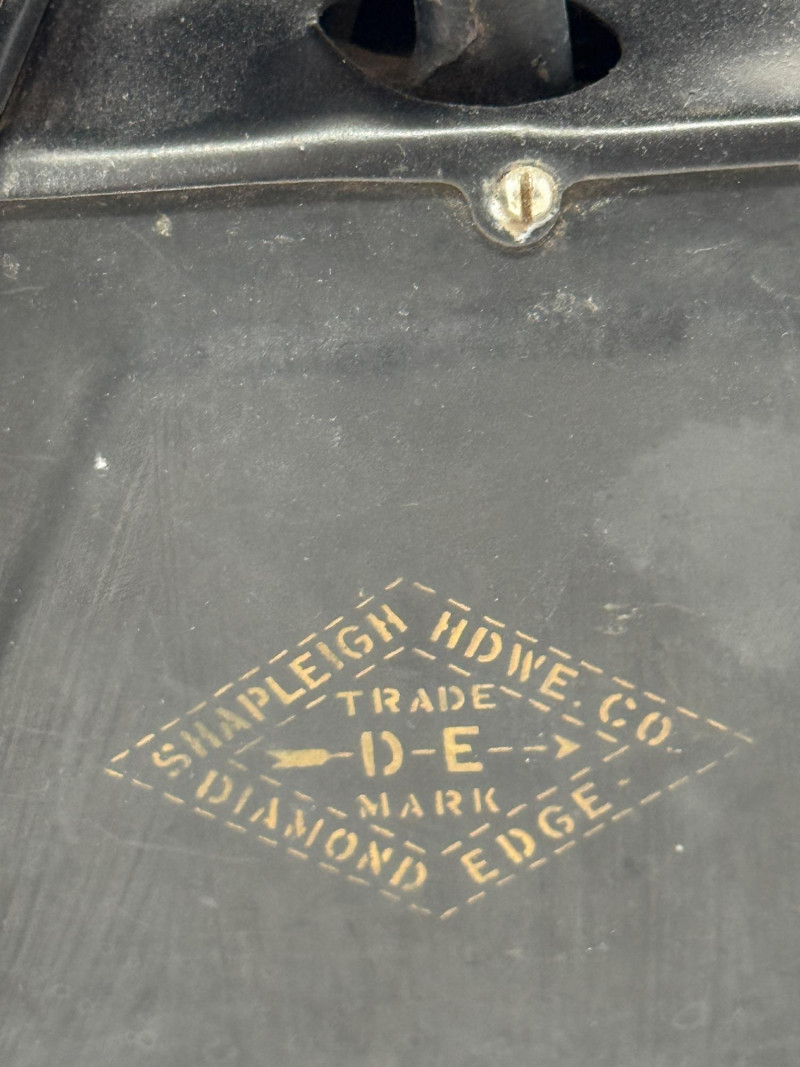 SHAPLEIGH HDWE. CO.
TRADE
D-E
MARK
DIAMOND EDGE.